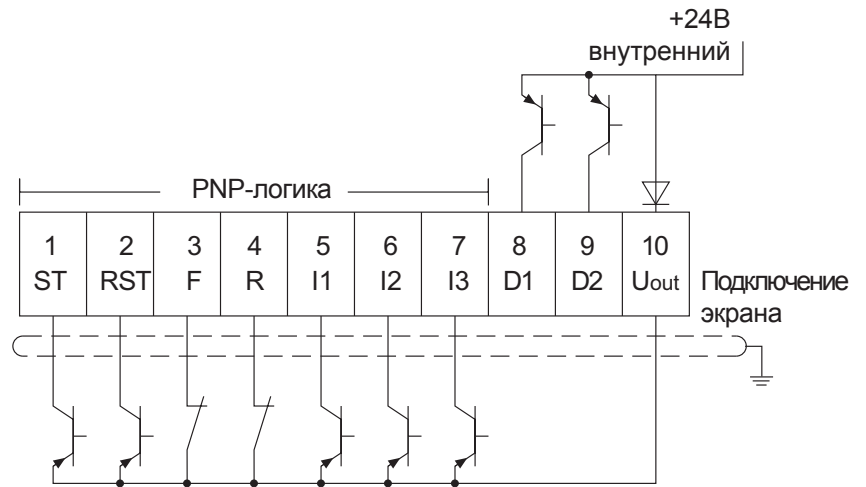 +24В
внутренний
PNP-логика
1 2 3 4 5 6 7 8 9 10
ST RST F R I1 I2 I3 D1 D2 Uout
Подключение
экрана